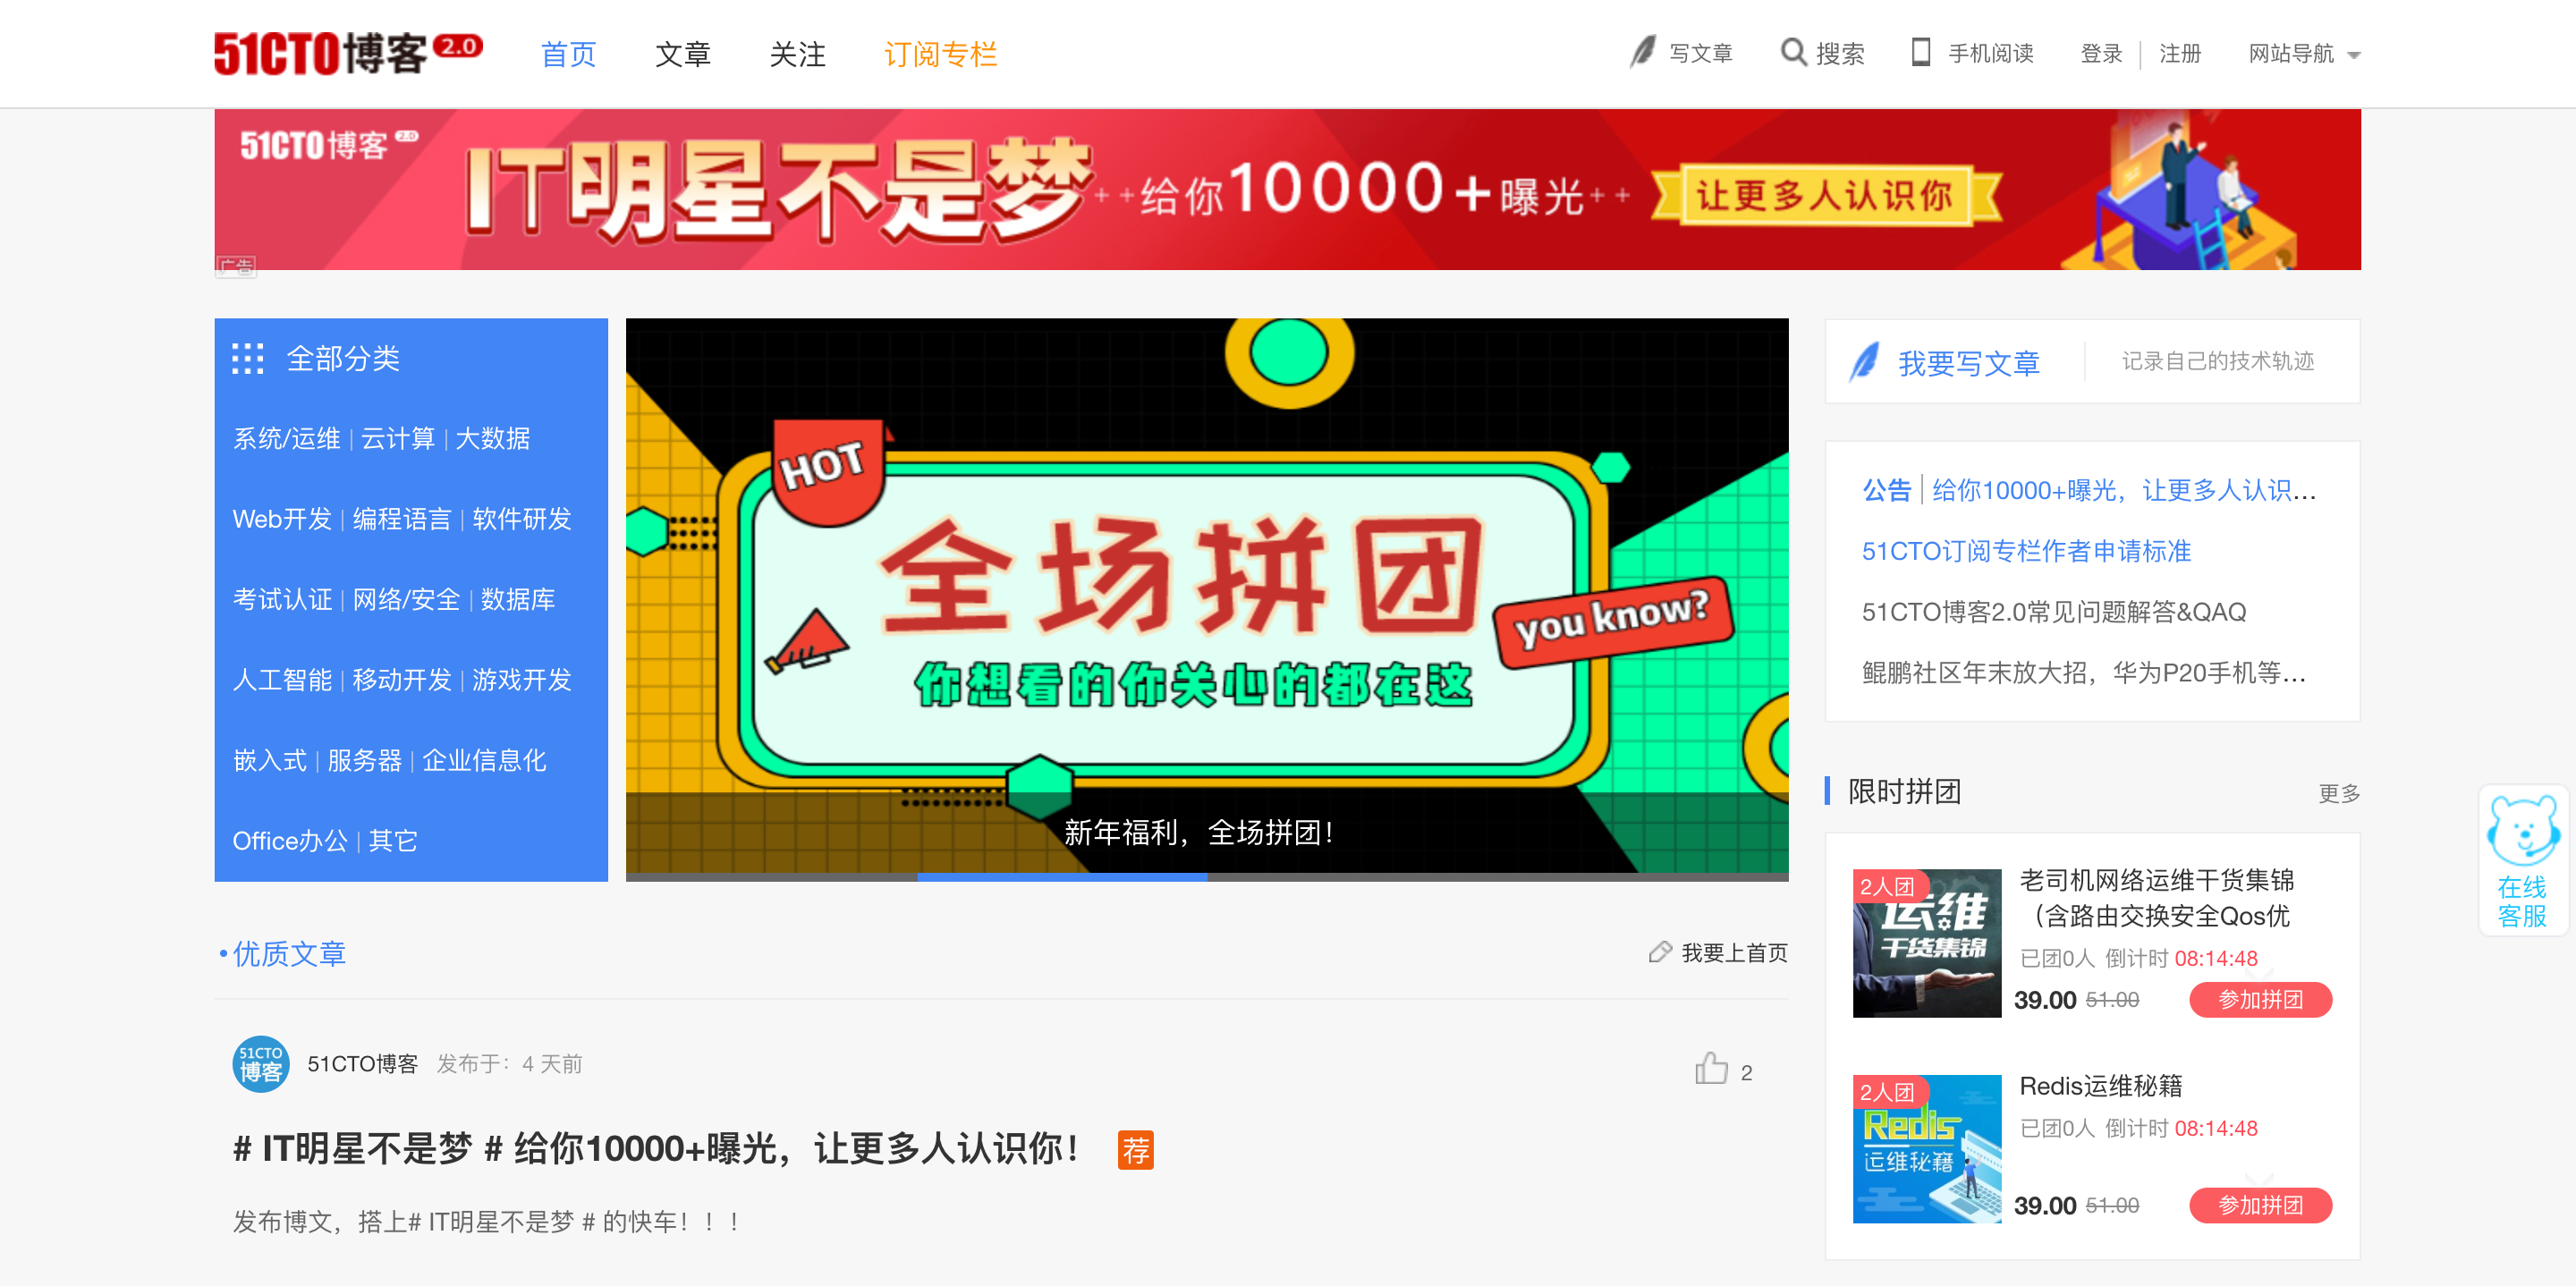 51CTO博客 2.0 首页 文章 关注 订阅专栏 写文章 搜索 手机阅读 登录 | 注册 网站导航
51CTO博客 2.0
IT明星不是梦 ++给你10000+曝光++ 让更多人认识你
广告
全部分类
系统/运维 | 云计算 | 大数据
Web开发 | 编程语言 | 软件研发
考试认证 | 网络/安全 | 数据库
人工智能 | 移动开发 | 游戏开发
嵌入式 | 服务器 | 企业信息化
Office办公 | 其它
HOT
全场拼团
you know?
你想看的你关心的都在这
新年福利，全场拼团！
我要写文章 记录自己的技术轨迹
公告 | 给你10000+曝光，让更多人认识...
51CTO订阅专栏作者申请标准
51CTO博客2.0常见问题解答&QAQ
鲲鹏社区年末放大招，华为P20手机等...
限时拼团 更多
2人团
运维
干货集锦
老司机网络运维干货集锦
（含路由交换安全Qos优
已团0人 倒计时 08:14:48
39.00 51.00 参加拼团
2人团
Redis
运维秘籍
Redis运维秘籍
已团0人 倒计时 08:14:48
39.00 51.00 参加拼团
在线
客服
•优质文章 我要上首页
51CTO
博客
51CTO博客 发布于：4 天前 2
# IT明星不是梦 # 给你10000+曝光，让更多人认识你！ 荐
发布博文，搭上# IT明星不是梦 # 的快车！！！